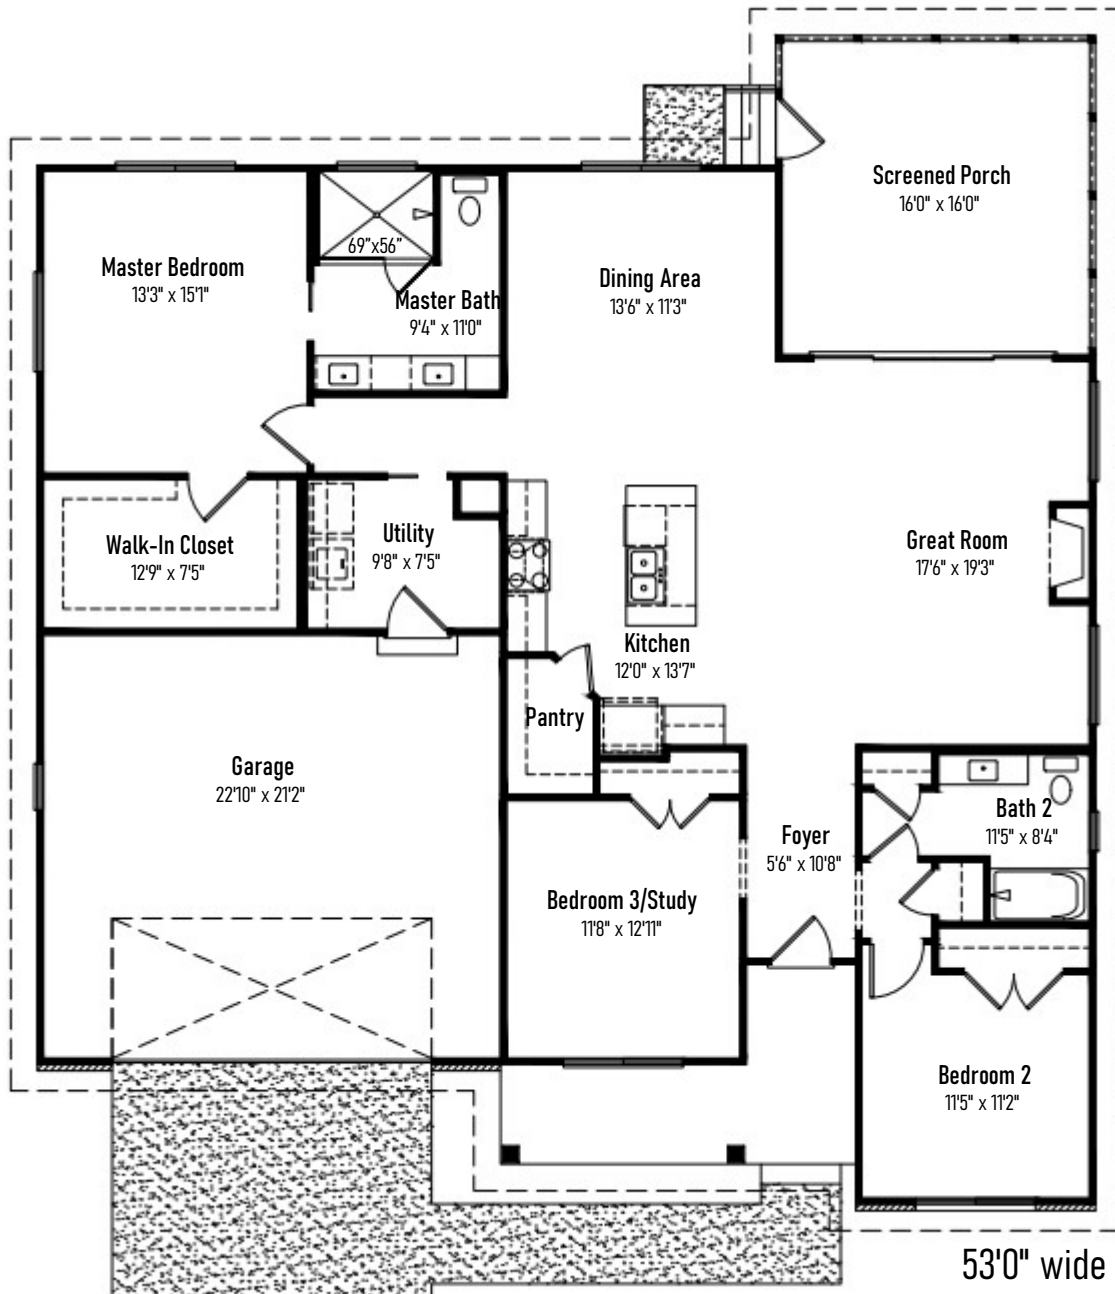 Screened Porch
16'0" x 16'0"
Master Bedroom
13'3" x 15'1"
69"x56"
Master Bath
9'4" x 11'0"
Dining Area
13'6" x 11'3"
Walk-In Closet
12'9" x 7'5"
Utility
9'8" x 7'5"
Great Room
17'6" x 19'3"
Kitchen
12'0" x 13'7"
Pantry
Garage
22'10" x 21'2"
Foyer
5'6" x 10'8"
Bath 2
11'5" x 8'4"
Bedroom 3/Study
11'8" x 12'11"
Bedroom 2
11'5" x 11'2"
53'0" wide